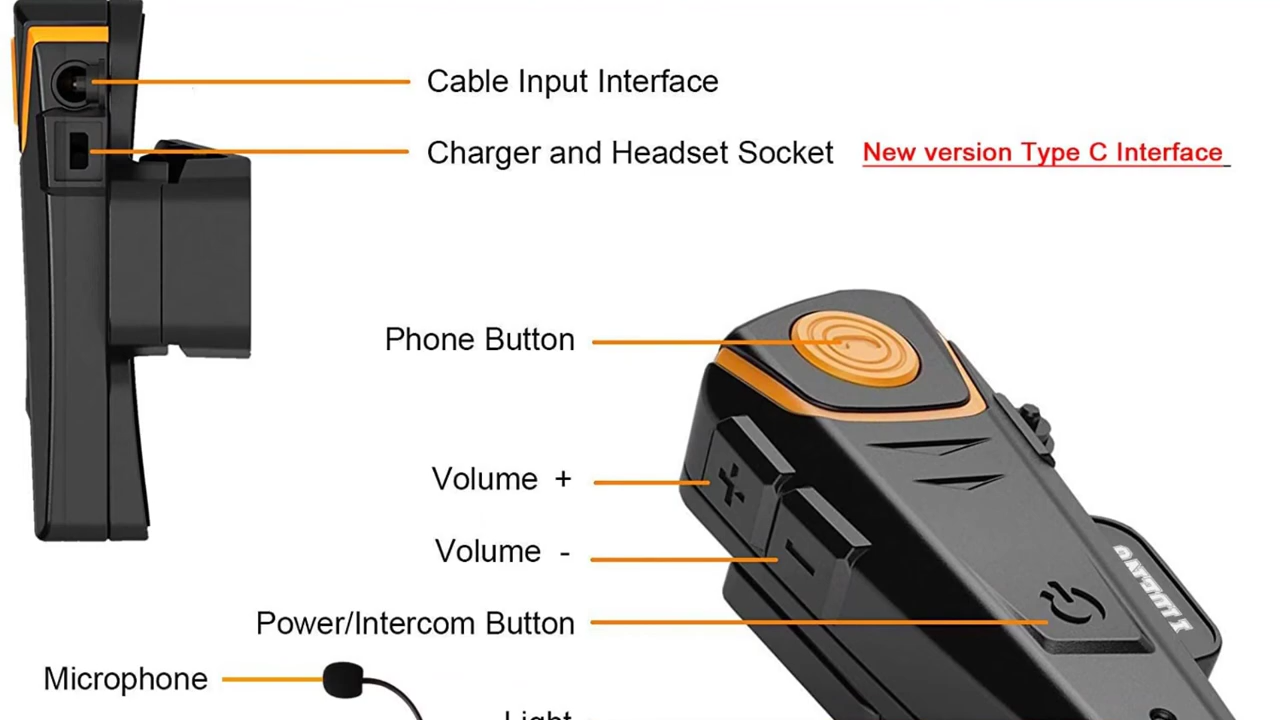 Cable Input Interface
Charger and Headset Socket New version Type C Interface
Phone Button
Volume +
Volume -
Power/Intercom Button
Microphone
Light